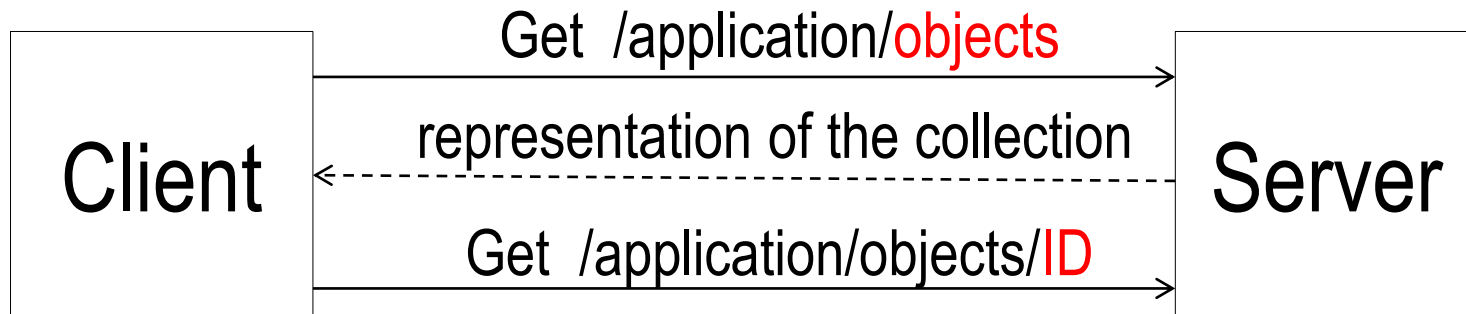 Get /application/objects
representation of the collection
Client
Server
Get /application/objects/ID